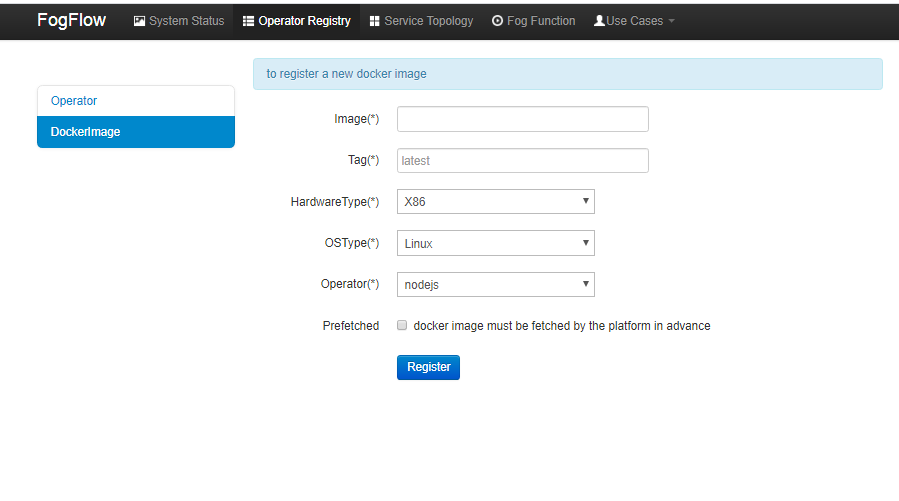 FogFlow System Status Operator Registry Service Topology Fog Function Use Cases
to register a new docker image
Operator
DockerImage
Image(*)
Tag(*) latest
HardwareType(*) X86
OSType(*) Linux
Operator(*) nodejs
Prefetched docker image must be fetched by the platform in advance
Register